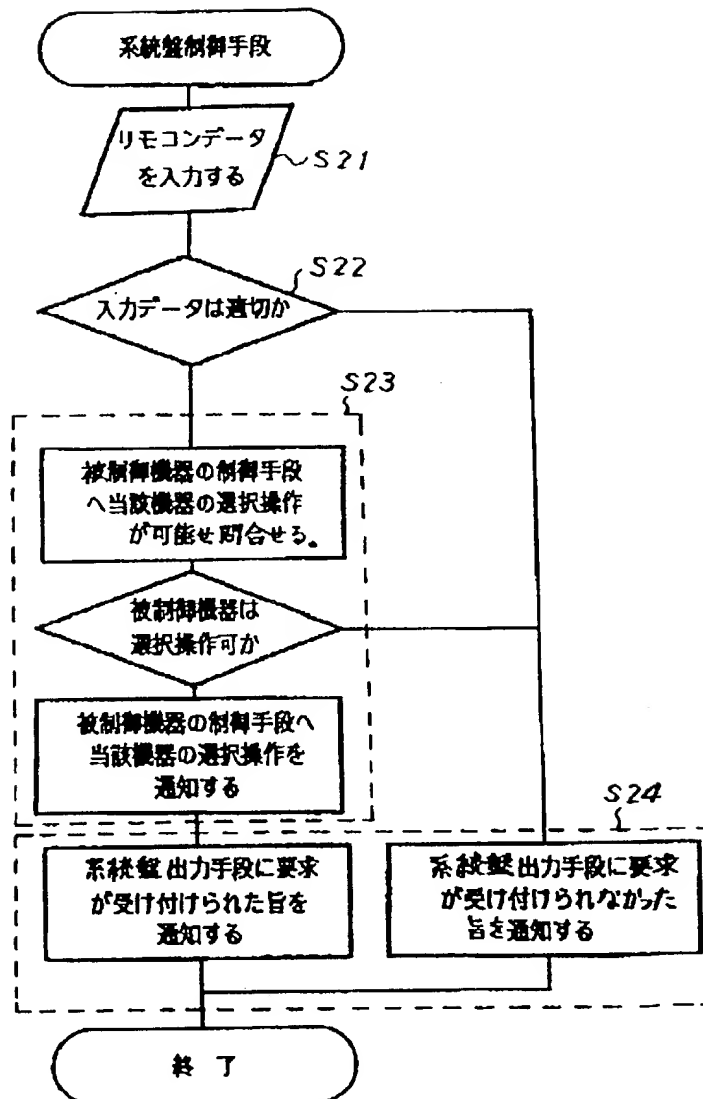 系統盤制御手段
リモコンデータ
を入力する
S21
S22
入力データは適切か
S23
被制御機器の制御手段
へ当該機器の選択操作
が可能せ問合せる。
被制御機器は
選択操作可か
被制御機器の制御手段へ
当該機器の選択操作を
通知する
S24
系統盤出力手段に要求
が受け付けられた旨を
通知する
系統盤出力手段に要求
が受け付けられなかった
旨を通知する
終了